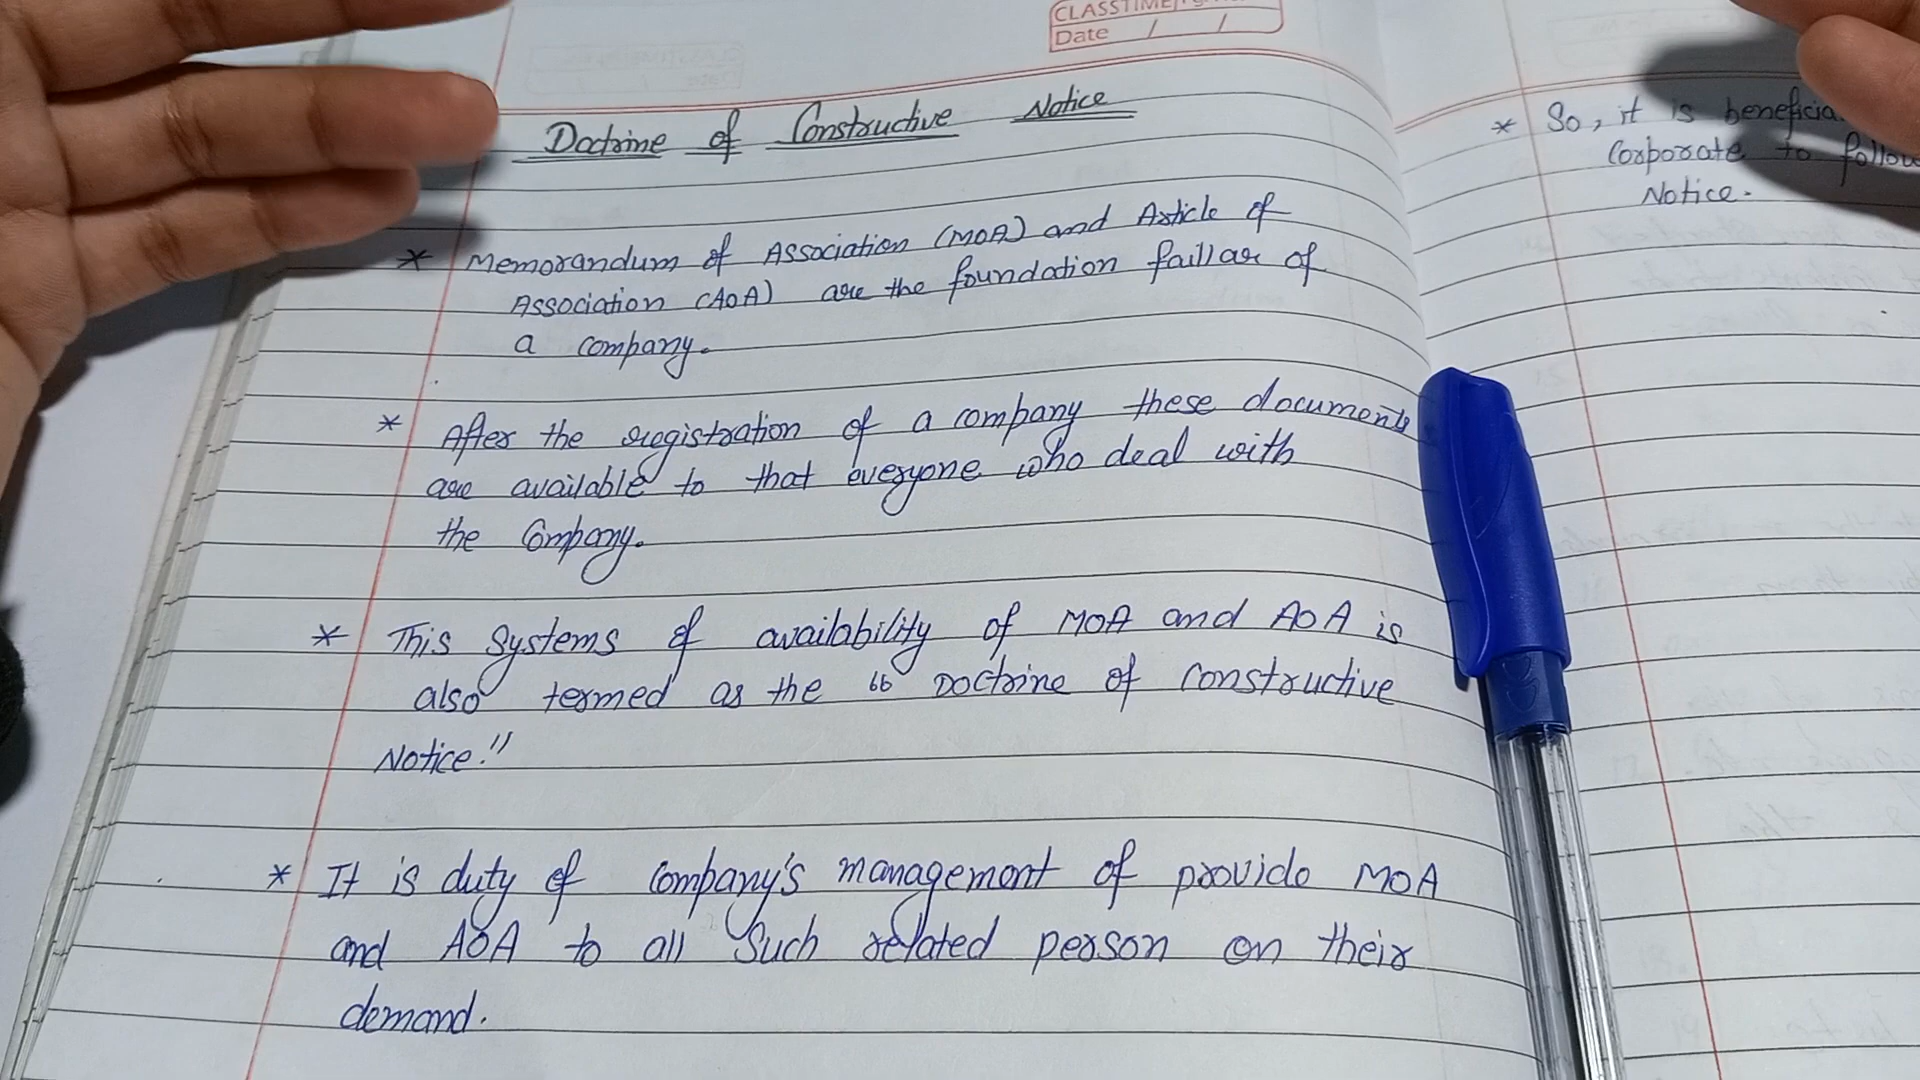 CLASSTIME
Date / /
Doctrine of Constructive Notice
* Memorandum of Association (MOA) and Article of
Association (AOA) are the foundation faillar of
a company.
* After the registration of a company these documents
are available to that everyone who deal with
the Company.
* This Systems of availability of MOA and AOA is
also termed as the “ Doctrine of constructive
Notice."
* It is duty of Company's management of provide MOA
and AOA to all Such related person on their
demand.
* So, it is
Corporate to
Notice.